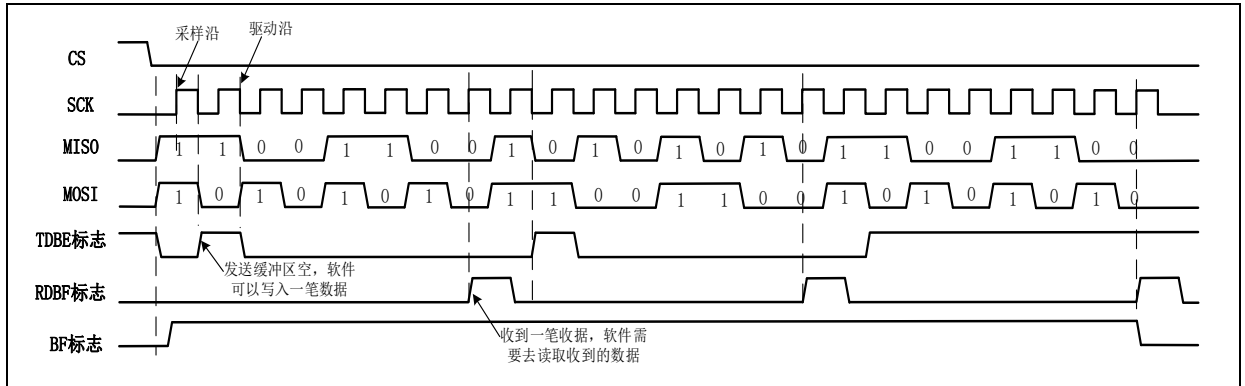 采样沿
驱动沿
CS
SCK
MISO 1 1 0 0 1 1 0 0 1 0 1 0 1 0 1 0 1 1 0 0 1 1 0 0
MOSI 1 0 1 0 1 0 1 0 1 1 0 0 1 1 0 0 1 0 1 0 1 0 1 0
TDBE标志
发送缓冲区空，软件
可以写入一笔数据
RDBF标志
收到一笔收据，软件需
要去读取收到的数据
BF标志